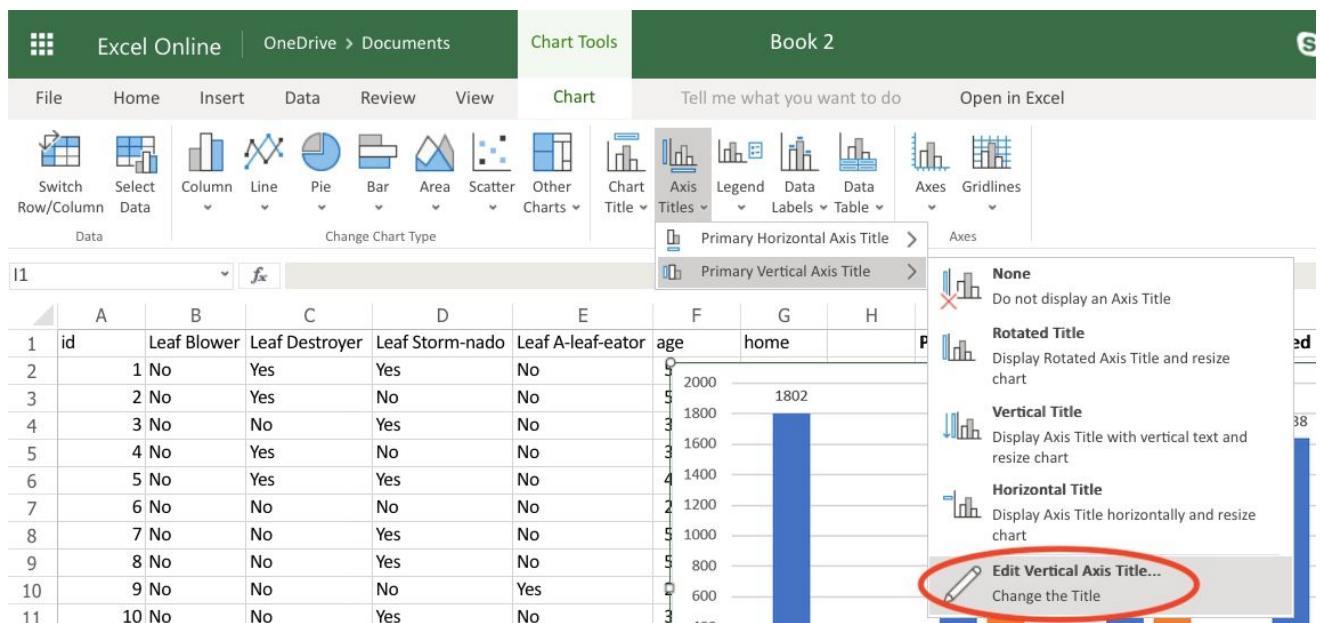 Excel Online OneDrive > Documents Chart Tools Book 2
File Home Insert Data Review View Chart Tell me what you want to do Open in Excel
Switch Select Column Line Pie Bar Area Scatter Other Chart Axis Legend Data Data Axes Gridlines
Row/Column Data Charts Title Titles Labels Table
Data Change Chart Type Axes
Primary Horizontal Axis Title
I1 fx Primary Vertical Axis Title
None
Do not display an Axis Title
Rotated Title
Display Rotated Axis Title and resize
chart
Vertical Title
Display Axis Title with vertical text and
resize chart
Horizontal Title
Display Axis Title horizontally and resize
chart
Edit Vertical Axis Title...
Change the Title
A B C D E F G H
1 id Leaf Blower Leaf Destroyer Leaf Storm-nado Leaf A-leaf-eator age home
2 1 No Yes Yes No
3 2 No Yes No No 5
4 3 No No Yes No 3
5 4 No Yes No No 3
6 5 No Yes Yes No 4
7 6 No No No No 2
8 7 No No Yes No 5
9 8 No No Yes No 5
10 9 No No No Yes
11 10 No No Yes No 3
2000
1802
1800
1600
1400
1200
1000
800
600